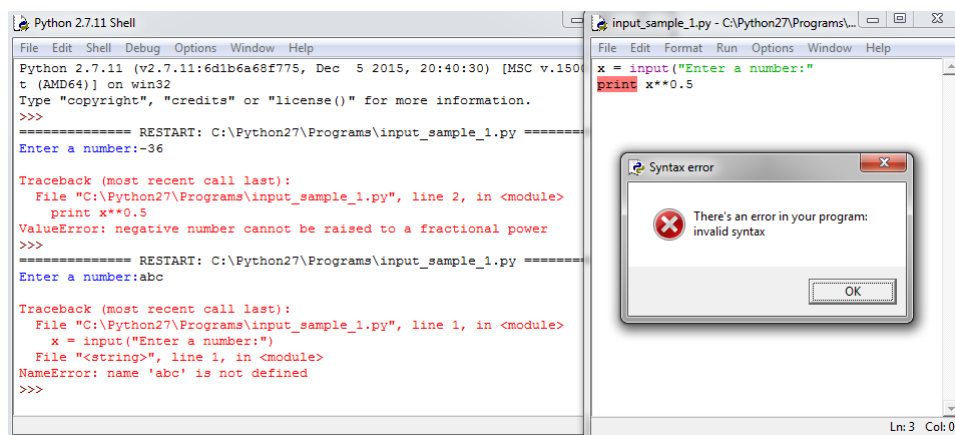 Python 2.7.11 Shell
File Edit Shell Debug Options Window Help
Python 2.7.11 (v2.7.11:6d1b6a68f775, Dec  5 2015, 20:40:30) [MSC v.1500
t (AMD64)] on win32
Type "copyright", "credits" or "license()" for more information.
>>>
============== RESTART: C:\Python27\Programs\input_sample_1.py ========
Enter a number:-36
Traceback (most recent call last):
  File "C:\Python27\Programs\input_sample_1.py", line 2, in <module>
    print x**0.5
ValueError: negative number cannot be raised to a fractional power
>>>
============== RESTART: C:\Python27\Programs\input_sample_1.py ========
Enter a number:abc
Traceback (most recent call last):
  File "C:\Python27\Programs\input_sample_1.py", line 1, in <module>
    x = input("Enter a number:")
  File "<string>", line 1, in <module>
NameError: name 'abc' is not defined
>>>
input_sample_1.py - C:\Python27\Programs\...
File Edit Format Run Options Window Help
x = input("Enter a number:"
print x**0.5
Syntax error
There's an error in your program:
invalid syntax
OK
Ln: 3 Col: 0